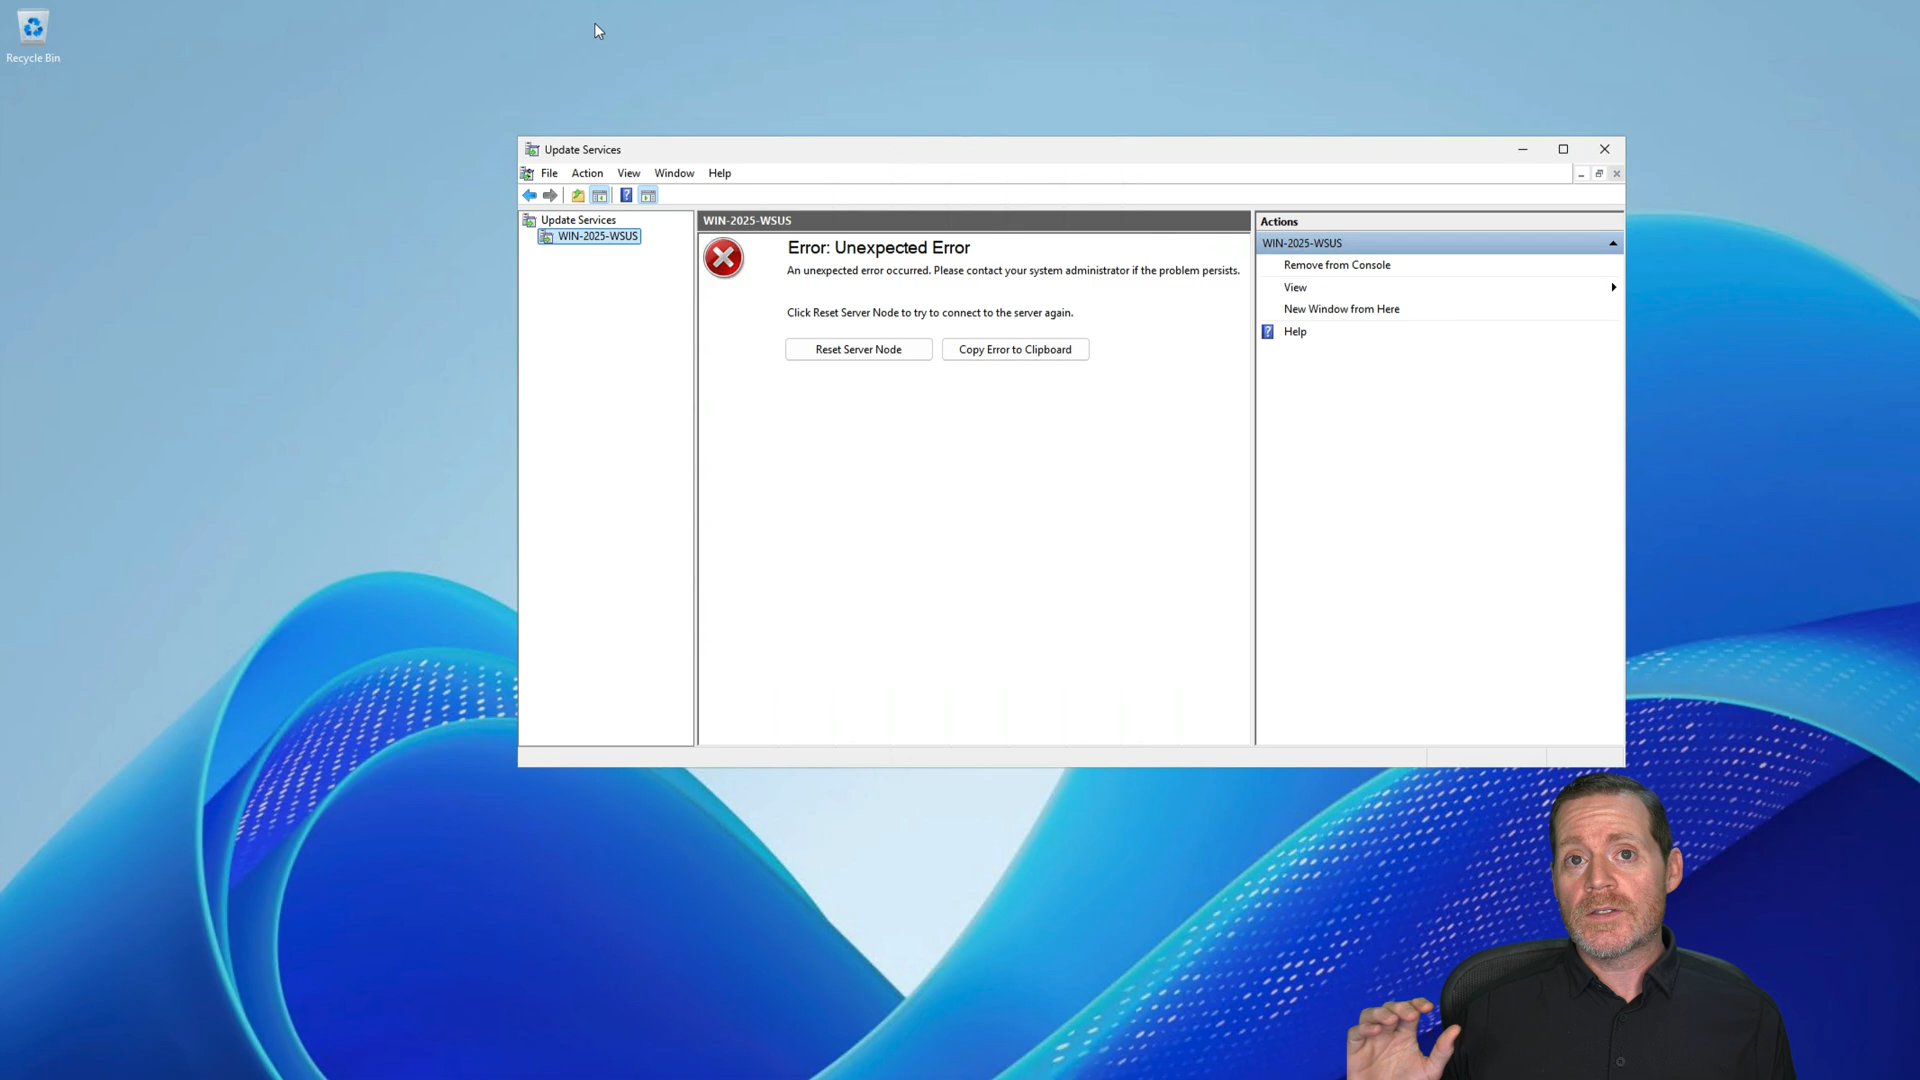 Recycle Bin
Update Services
File Action View Window Help
Update Services
WIN-2025-WSUS
WIN-2025-WSUS
Error: Unexpected Error
An unexpected error occurred. Please contact your system administrator if the problem persists.
Click Reset Server Node to try to connect to the server again.
Reset Server Node
Copy Error to Clipboard
Actions
WIN-2025-WSUS
Remove from Console
View
New Window from Here
Help